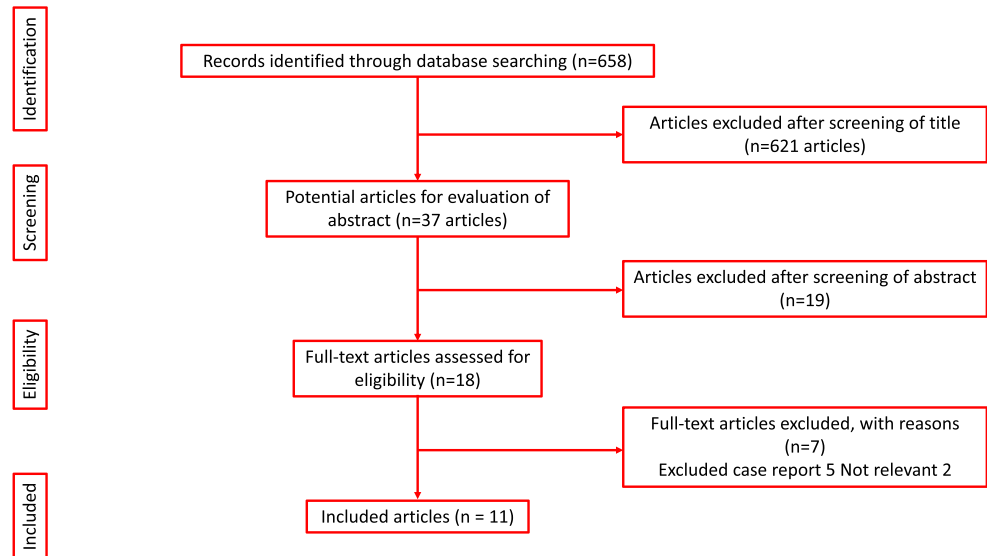 Identification
Records identified through database searching (n=658)
Articles excluded after screening of title
(n=621 articles)
Screening
Potential articles for evaluation of
abstract (n=37 articles)
Articles excluded after screening of abstract
(n=19)
Eligibility
Full-text articles assessed for
eligibility (n=18)
Full-text articles excluded, with reasons
(n=7)
Excluded case report 5 Not relevant 2
Included
Included articles (n = 11)